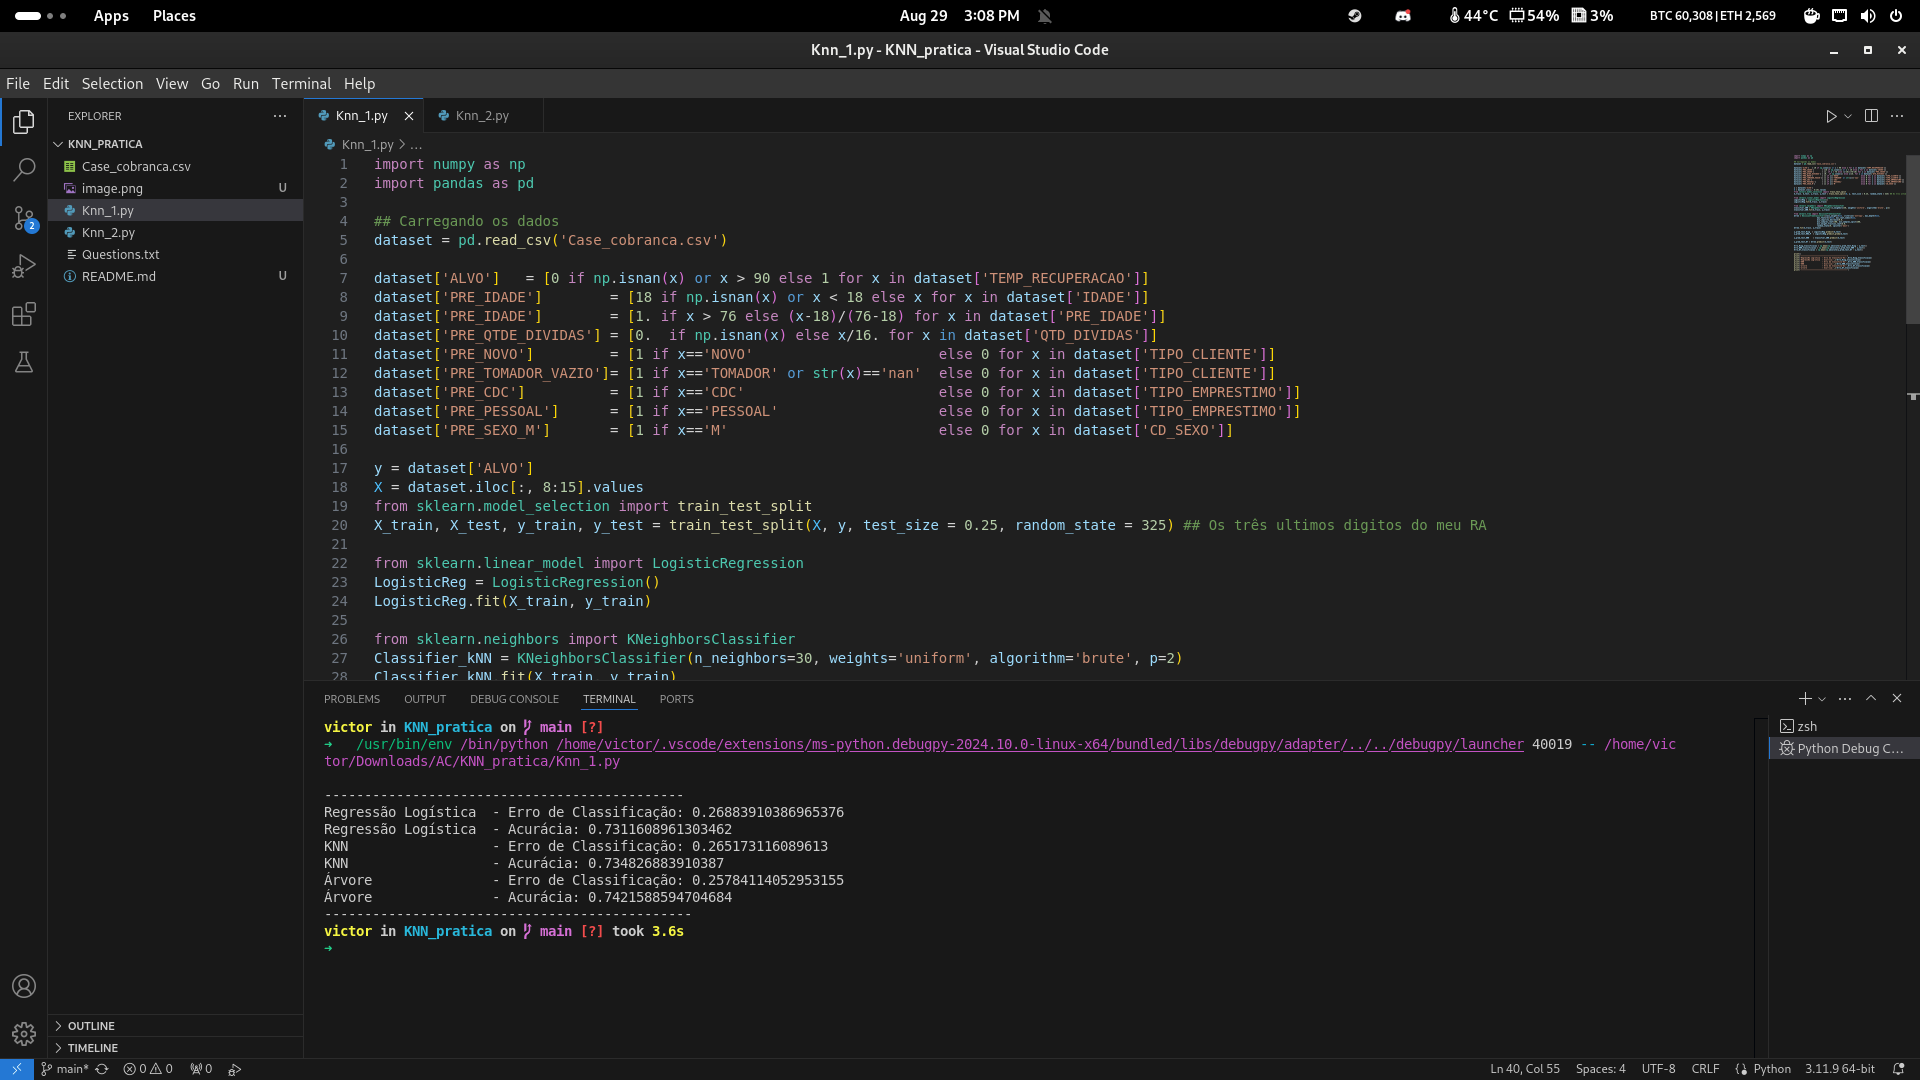 Apps Places Aug 29 3:08 PM 44°C 54% 3% BTC 60,308 | ETH 2,569
Knn_1.py - KNN_pratica - Visual Studio Code
File Edit Selection View Go Run Terminal Help
EXPLORER
KNN_PRATICA
Case_cobranca.csv
image.png U
Knn_1.py
Knn_2.py
Questions.txt
README.md U
OUTLINE
TIMELINE
2
Knn_1.py Knn_2.py
Knn_1.py > ...
1 import numpy as np
2 import pandas as pd
3
4 ## Carregando os dados
5 dataset = pd.read_csv('Case_cobranca.csv')
6
7 dataset['ALVO']   = [0 if np.isnan(x) or x > 90 else 1 for x in dataset['TEMP_RECUPERACAO']]
8 dataset['PRE_IDADE']        = [18 if np.isnan(x) or x < 18 else x for x in dataset['IDADE']]
9 dataset['PRE_IDADE']        = [1. if x > 76 else (x-18)/(76-18) for x in dataset['PRE_IDADE']]
10 dataset['PRE_QTDE_DIVIDAS'] = [0.  if np.isnan(x) else x/16. for x in dataset['QTD_DIVIDAS']]
11 dataset['PRE_NOVO']         = [1 if x=='NOVO'                      else 0 for x in dataset['TIPO_CLIENTE']]
12 dataset['PRE_TOMADOR_VAZIO']= [1 if x=='TOMADOR' or str(x)=='nan'  else 0 for x in dataset['TIPO_CLIENTE']]
13 dataset['PRE_CDC']          = [1 if x=='CDC'                       else 0 for x in dataset['TIPO_EMPRESTIMO']]
14 dataset['PRE_PESSOAL']      = [1 if x=='PESSOAL'                   else 0 for x in dataset['TIPO_EMPRESTIMO']]
15 dataset['PRE_SEXO_M']       = [1 if x=='M'                         else 0 for x in dataset['CD_SEXO']]
16
17 y = dataset['ALVO']
18 X = dataset.iloc[:, 8:15].values
19 from sklearn.model_selection import train_test_split
20 X_train, X_test, y_train, y_test = train_test_split(X, y, test_size = 0.25, random_state = 325) ## Os três ultimos digitos do meu RA
21
22 from sklearn.linear_model import LogisticRegression
23 LogisticReg = LogisticRegression()
24 LogisticReg.fit(X_train, y_train)
25
26 from sklearn.neighbors import KNeighborsClassifier
27 Classifier_kNN = KNeighborsClassifier(n_neighbors=30, weights='uniform', algorithm='brute', p=2)
28 Classifier_kNN.fit(X_train, y_train)
PROBLEMS OUTPUT DEBUG CONSOLE TERMINAL PORTS
victor in KNN_pratica on main [?]
➜ /usr/bin/env /bin/python /home/victor/.vscode/extensions/ms-python.debugpy-2024.10.0-linux-x64/bundled/libs/debugpy/adapter/../../debugpy/launcher 40019 -- /home/vic
tor/Downloads/AC/KNN_pratica/Knn_1.py
---------------------------------------------
Regressão Logística  - Erro de Classificação: 0.26883910386965376
Regressão Logística  - Acurácia: 0.7311608961303462
KNN                  - Erro de Classificação: 0.265173116089613
KNN                  - Acurácia: 0.734826883910387
Árvore               - Erro de Classificação: 0.25784114052953155
Árvore               - Acurácia: 0.7421588594704684
----------------------------------------------
victor in KNN_pratica on main [?] took 3.6s
➜
zsh
Python Debug C...
main* 0 0 0 Ln 40, Col 55 Spaces: 4 UTF-8 CRLF Python 3.11.9 64-bit